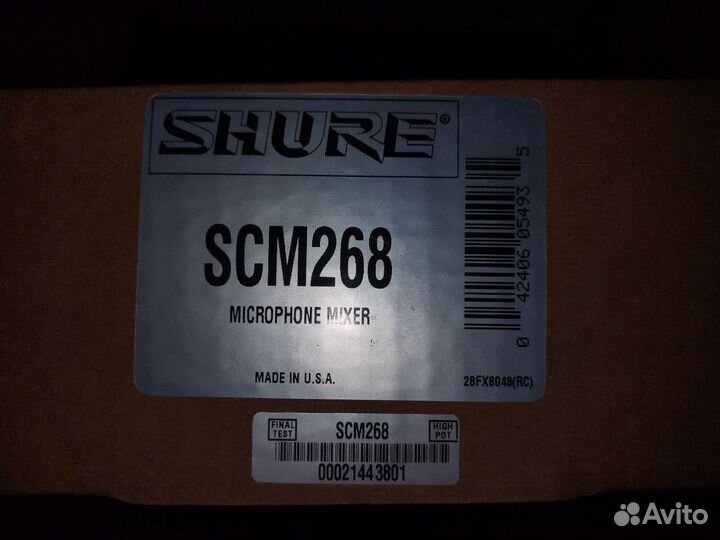 SHURE®
SCM268
MICROPHONE MIXER
MADE IN U.S.A.
28FX8048(RC)
0 42406 05493 5
FINAL TEST
SCM268
HIGH POT
00021443801
Avito